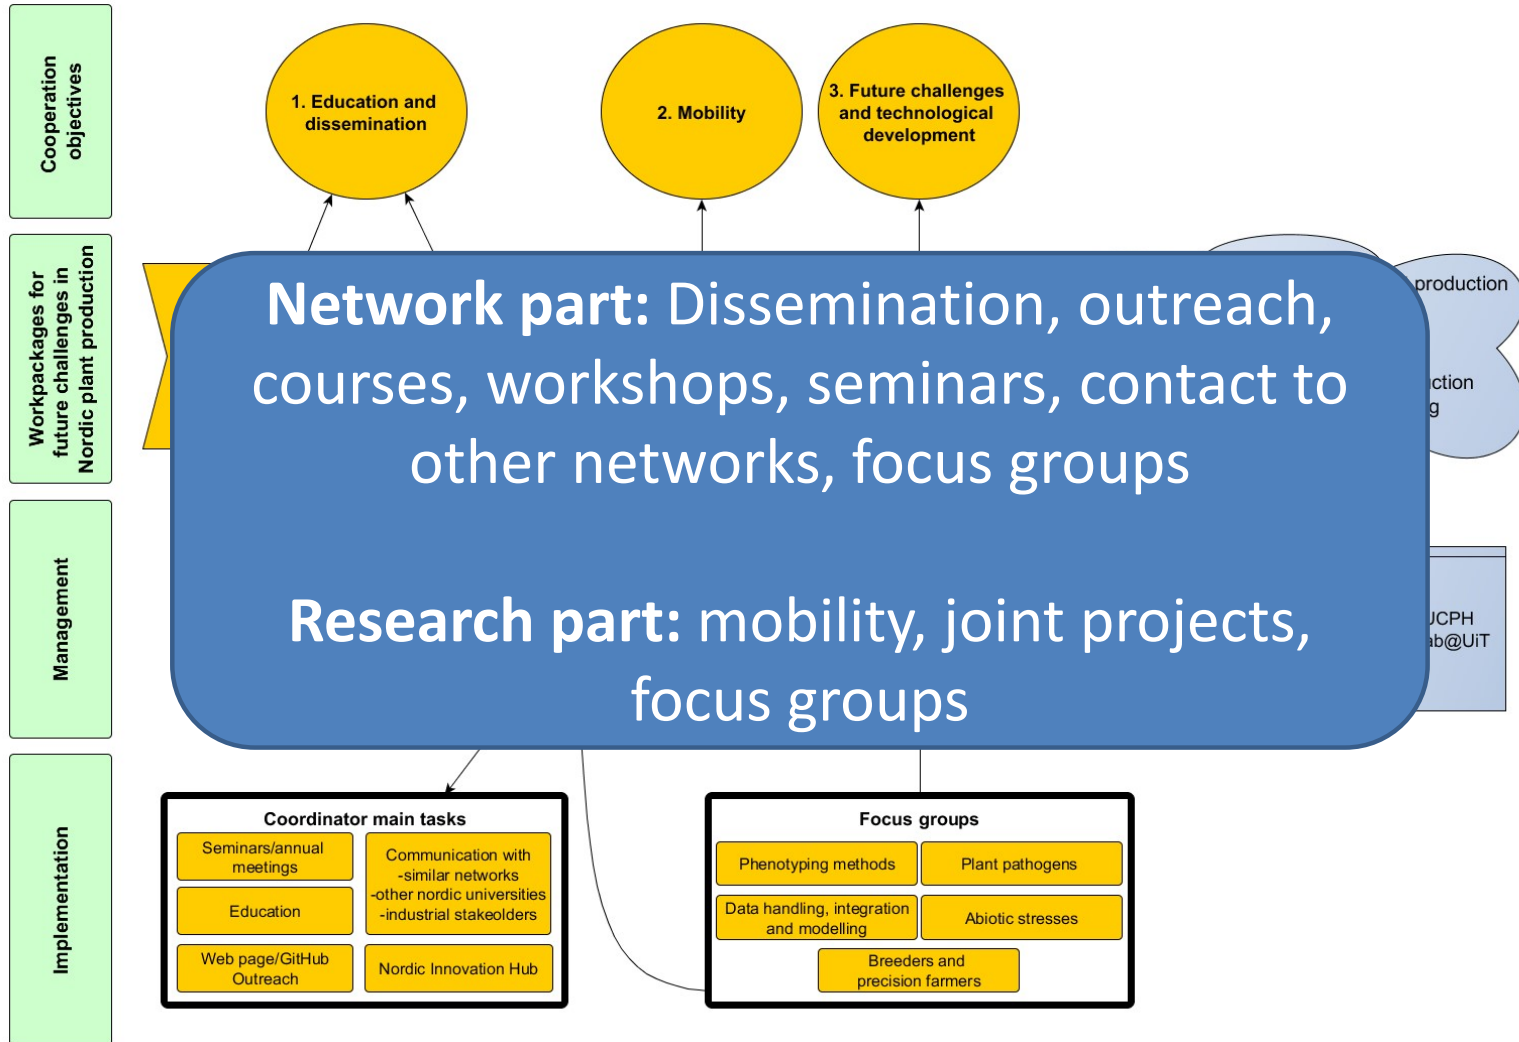 Cooperation
objectives
1. Education and
dissemination
2. Mobility
3. Future challenges
and technological
development
Workpackages for
future challenges in
Nordic plant production
Network part: Dissemination, outreach,
courses, workshops, seminars, contact to
other networks, focus groups
Research part: mobility, joint projects,
focus groups
production
Management
Implementation
Coordinator main tasks
Seminars/annual
meetings
Education
Web page/GitHub
Outreach
Communication with
-similar networks
-other nordic universities
-industrial stakeolders
Nordic Innovation Hub
Focus groups
Phenotyping methods
Plant pathogens
Data handling, integration
and modelling
Abiotic stresses
Breeders and
precision farmers